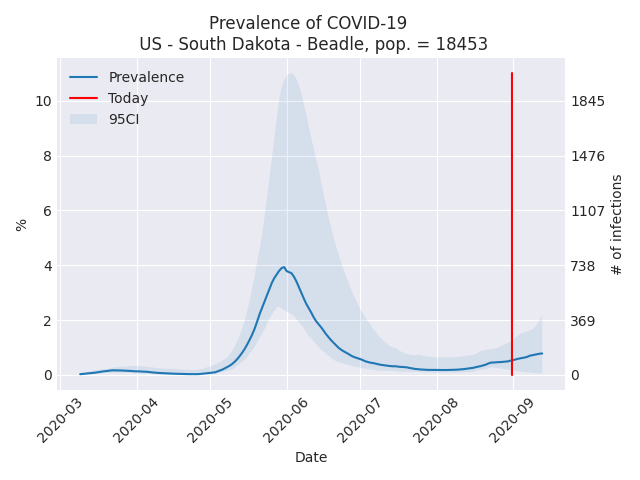 Prevalence of COVID-19
US - South Dakota - Beadle, pop. = 18453
Prevalence
Today
95CI
10
8
6
4
2
0
%
1845
1476
1107
738
369
0
# of infections
2020-03
2020-04
2020-05
2020-06
2020-07
2020-08
2020-09
Date